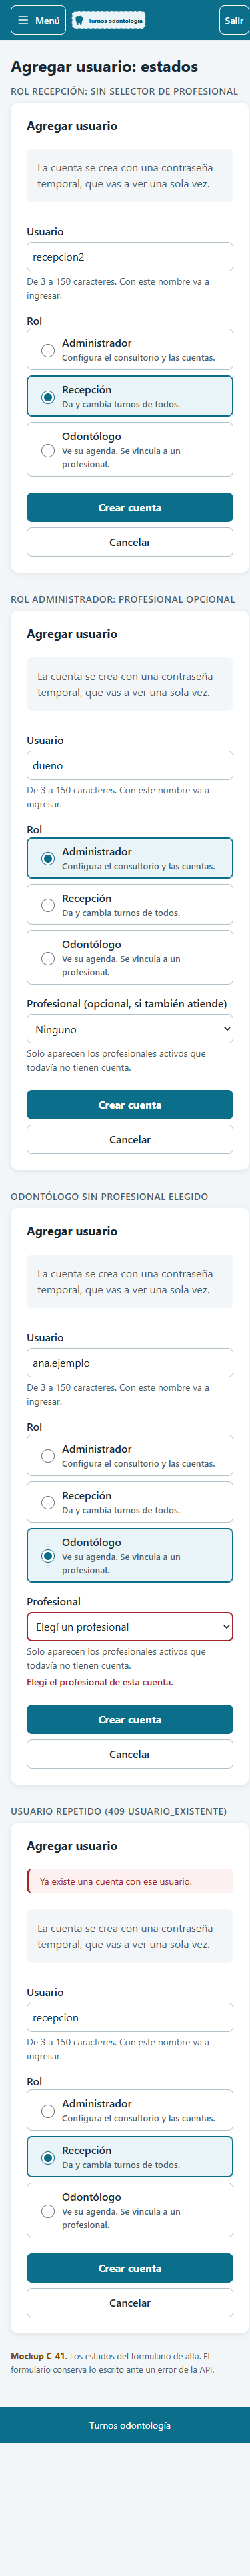 Menú
Turnos odontología
Salir
Agregar usuario: estados
ROL RECEPCIÓN: SIN SELECTOR DE PROFESIONAL
Agregar usuario
La cuenta se crea con una contraseña
temporal, que vas a ver una sola vez.
Usuario
recepcion2
De 3 a 150 caracteres. Con este nombre va a
ingresar.
Rol
Administrador
Configura el consultorio y las cuentas.
Recepción
Da y cambia turnos de todos.
Odontólogo
Ve su agenda. Se vincula a un
profesional.
Crear cuenta
Cancelar
ROL ADMINISTRADOR: PROFESIONAL OPCIONAL
Agregar usuario
La cuenta se crea con una contraseña
temporal, que vas a ver una sola vez.
Usuario
dueno
De 3 a 150 caracteres. Con este nombre va a
ingresar.
Rol
Administrador
Configura el consultorio y las cuentas.
Recepción
Da y cambia turnos de todos.
Odontólogo
Ve su agenda. Se vincula a un
profesional.
Profesional (opcional, si también atiende)
Ninguno
Solo aparecen los profesionales activos que
todavía no tienen cuenta.
Crear cuenta
Cancelar
ODONTÓLOGO SIN PROFESIONAL ELEGIDO
Agregar usuario
La cuenta se crea con una contraseña
temporal, que vas a ver una sola vez.
Usuario
ana.ejemplo
De 3 a 150 caracteres. Con este nombre va a
ingresar.
Rol
Administrador
Configura el consultorio y las cuentas.
Recepción
Da y cambia turnos de todos.
Odontólogo
Ve su agenda. Se vincula a un
profesional.
Profesional
Elegí un profesional
Solo aparecen los profesionales activos que
todavía no tienen cuenta.
Elegí el profesional de esta cuenta.
Crear cuenta
Cancelar
USUARIO REPETIDO (409 USUARIO_EXISTENTE)
Agregar usuario
Ya existe una cuenta con ese usuario.
La cuenta se crea con una contraseña
temporal, que vas a ver una sola vez.
Usuario
recepcion
De 3 a 150 caracteres. Con este nombre va a
ingresar.
Rol
Administrador
Configura el consultorio y las cuentas.
Recepción
Da y cambia turnos de todos.
Odontólogo
Ve su agenda. Se vincula a un
profesional.
Crear cuenta
Cancelar
Mockup C-41. Los estados del formulario de alta. El
formulario conserva lo escrito ante un error de la API.
Turnos odontología